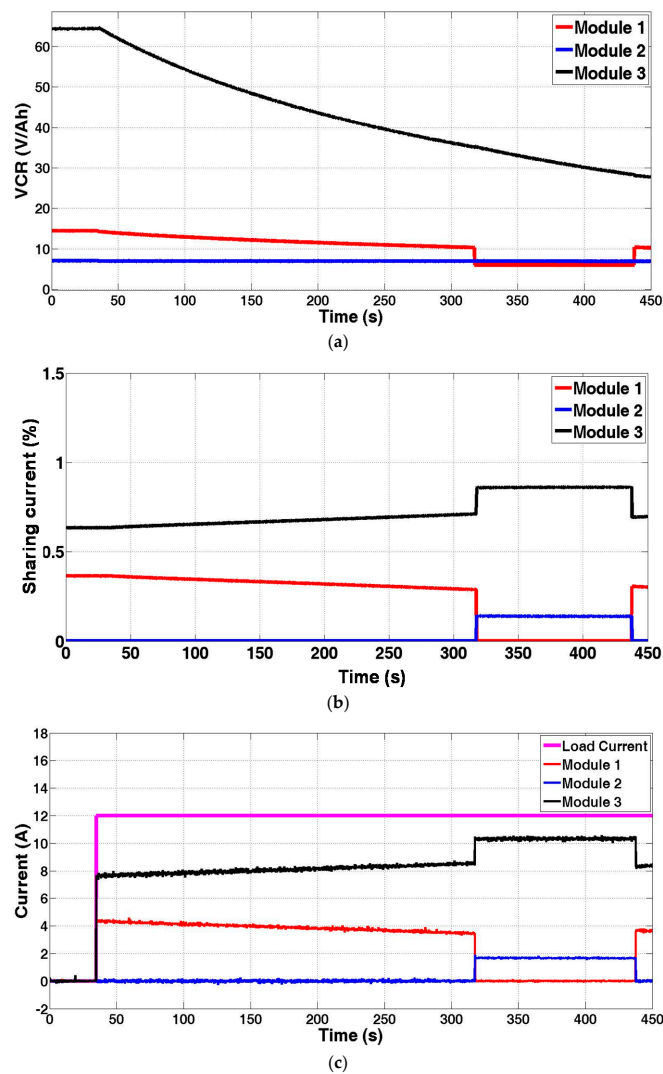 VCR (V/Ah)
60
50
40
30
20
10
0
Module 1
Module 2
Module 3
0 50 100 150 200 250 300 350 400 450
Time (s)
(a)
Sharing current (%)
1.5
1
0.5
0
Module 1
Module 2
Module 3
0 50 100 150 200 250 300 350 400 450
Time (s)
(b)
Current (A)
18
16
14
12
10
8
6
4
2
0
-2
Load Current
Module 1
Module 2
Module 3
0 50 100 150 200 250 300 350 400 450
Time (s)
(c)